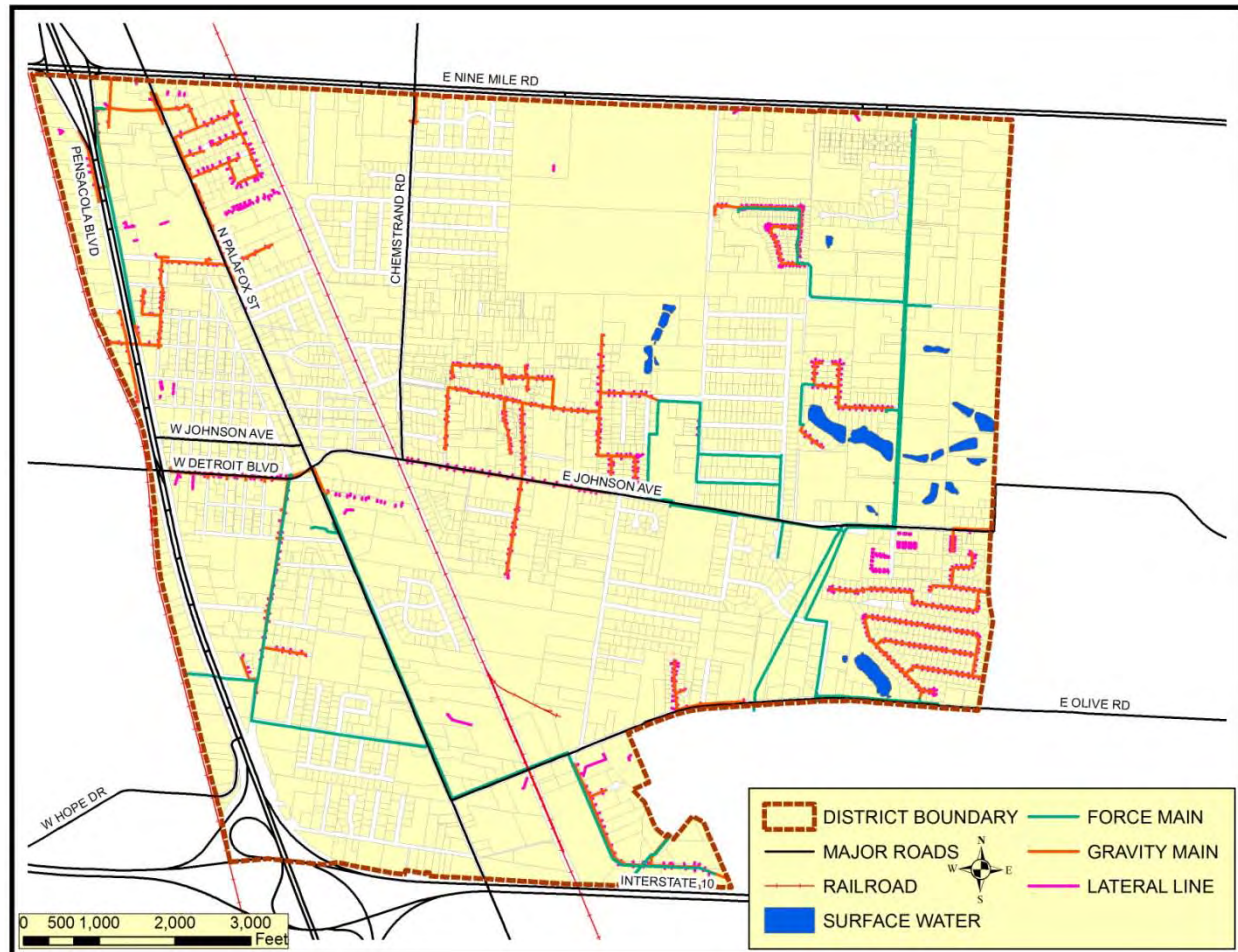 E NINE MILE RD
PENSACOLA BLVD
N PALAFOX ST
CHEMSTRAND RD
W JOHNSON AVE
W DETROIT BLVD
E JOHNSON AVE
E OLIVE RD
W HOPE DR
INTERSTATE 10
DISTRICT BOUNDARY
MAJOR ROADS
RAILROAD
SURFACE WATER
FORCE MAIN
GRAVITY MAIN
LATERAL LINE
N
W E
S
0 500 1,000 2,000 3,000
Feet